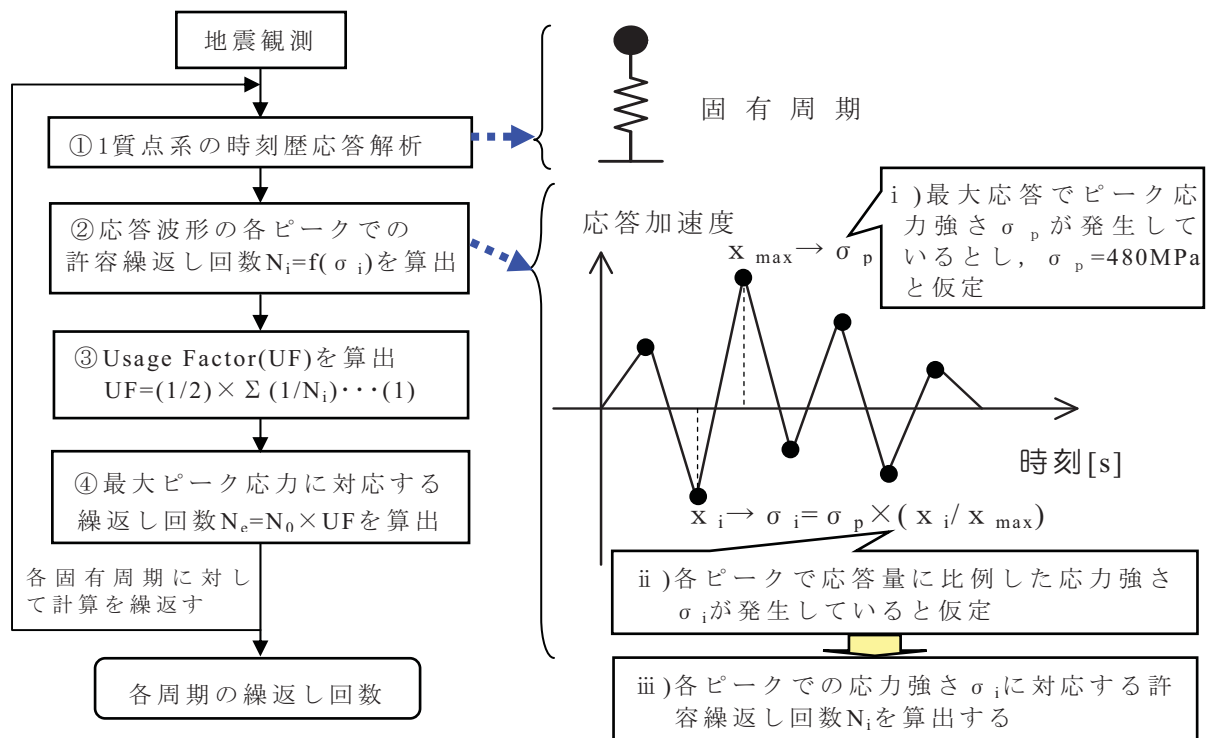 地震観測
①1質点系の時刻歴応答解析
②応答波形の各ピークでの
許容繰返し回数Ni=f(σi)を算出
③Usage Factor(UF)を算出
UF=(1/2)×Σ(1/Ni)･･･(1)
④最大ピーク応力に対応する
繰返し回数Ne=N0×UFを算出
各固有周期に対し
て計算を繰返す
各周期の繰返し回数
固有周期
応答加速度
x max→σp
ⅰ)最大応答でピーク応
力強さσpが発生して
いるとし，σp=480MPa
と仮定
時刻[s]
x i→σi=σp×(x i/x max)
ⅱ)各ピークで応答量に比例した応力強さ
σiが発生していると仮定
ⅲ)各ピークでの応力強さσiに対応する許
容繰返し回数Niを算出する